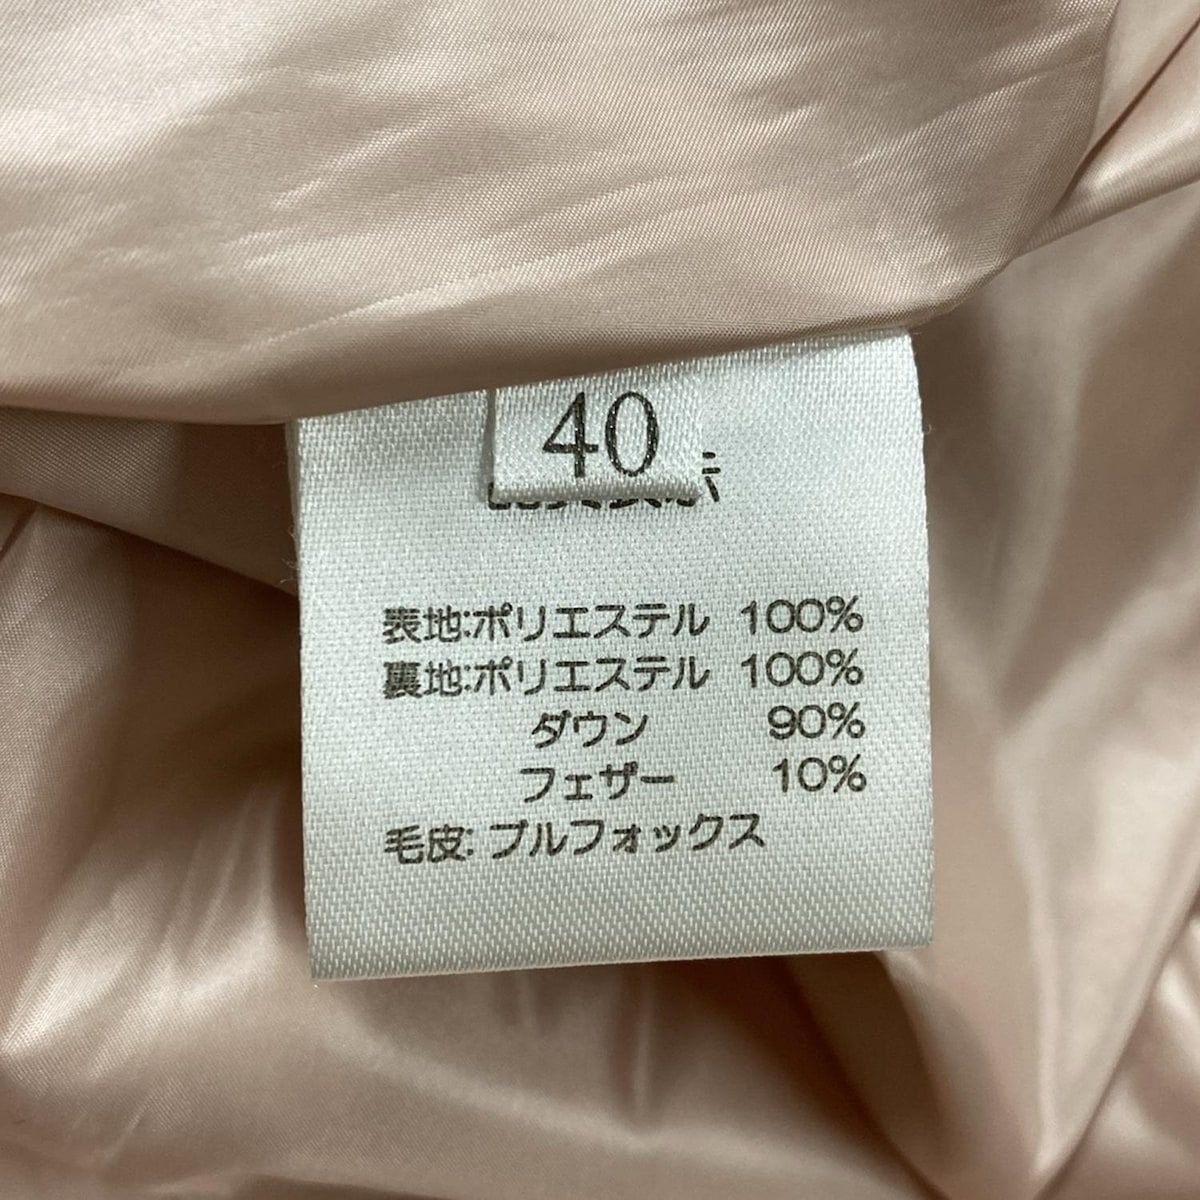 40
表地:ポリエステル 100%
裏地:ポリエステル 100%
ダウン 90%
フェザー 10%
毛皮: ブルフォックス